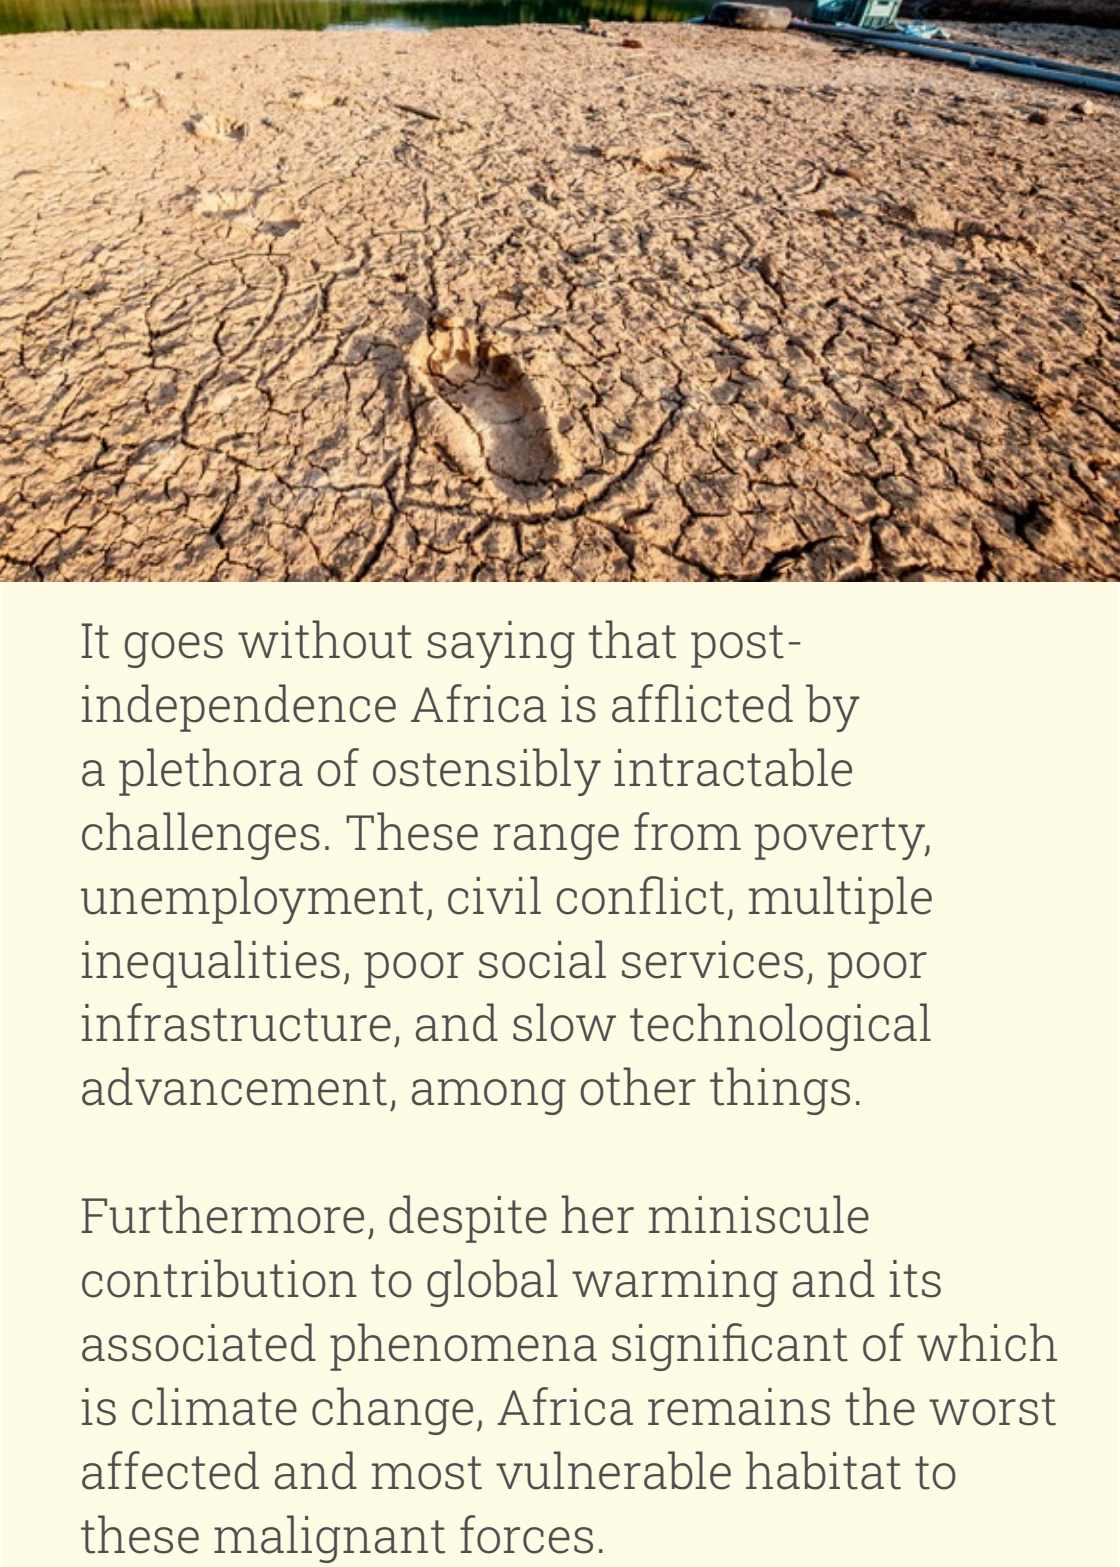 It goes without saying that post-
independence Africa is afflicted by
a plethora of ostensibly intractable
challenges. These range from poverty,
unemployment, civil conflict, multiple
inequalities, poor social services, poor
infrastructure, and slow technological
advancement, among other things.
Furthermore, despite her miniscule
contribution to global warming and its
associated phenomena significant of which
is climate change, Africa remains the worst
affected and most vulnerable habitat to
these malignant forces.